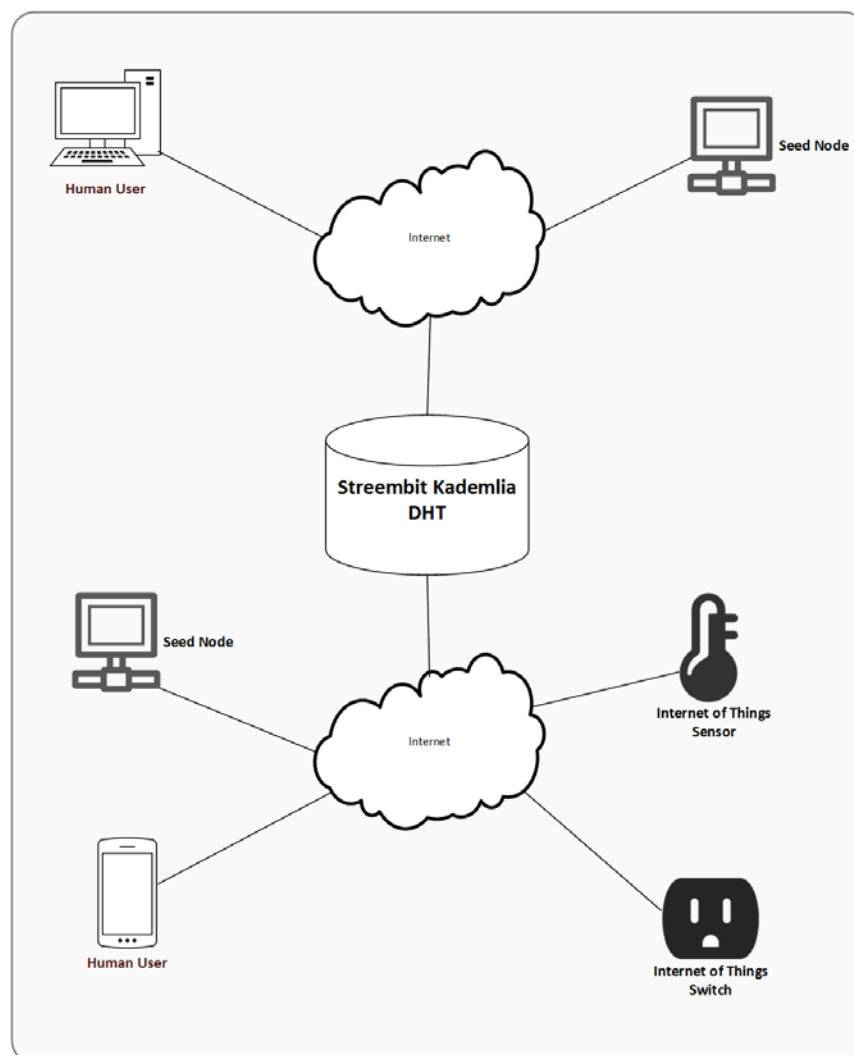 Human User
Seed Node
Internet
Streembit Kademlia
DHT
Seed Node
Internet of Things
Sensor
Internet
Human User
Internet of Things
Switch